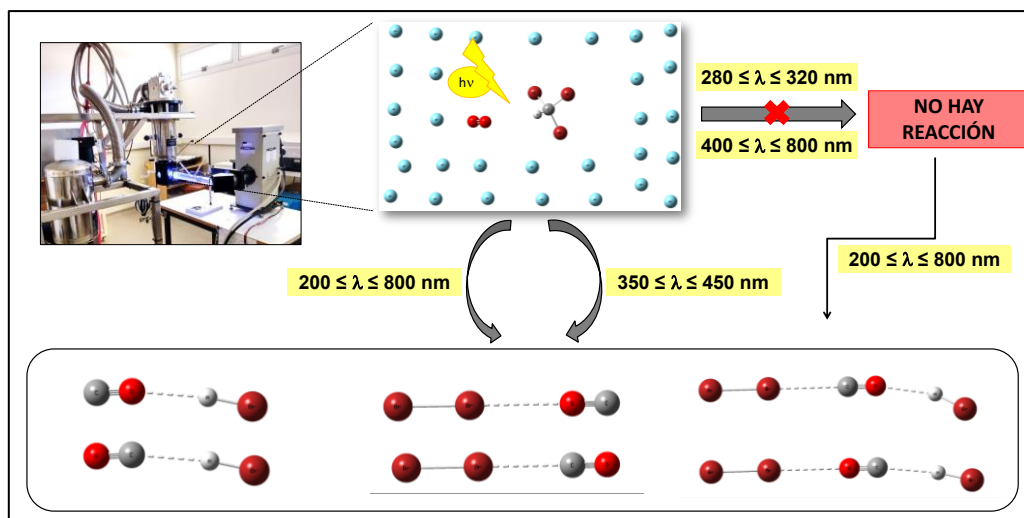 hν
280 ≤ λ ≤ 320 nm
400 ≤ λ ≤ 800 nm
NO HAY
REACCIÓN
200 ≤ λ ≤ 800 nm
350 ≤ λ ≤ 450 nm
200 ≤ λ ≤ 800 nm